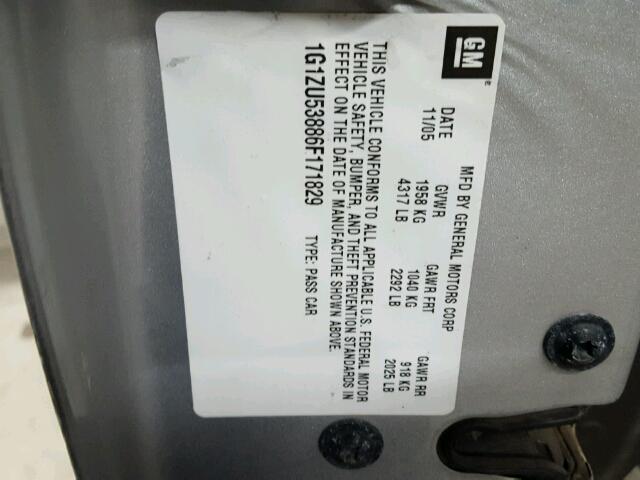 GM
MFD BY GENERAL MOTORS CORP
DATE GVWR GAWR FRT GAWR RR
11/05 1958 KG 1040 KG 918 KG
4317 LB 2292 LB 2025 LB
THIS VEHICLE CONFORMS TO ALL APPLICABLE U.S. FEDERAL MOTOR
VEHICLE SAFETY, BUMPER, AND THEFT PREVENTION STANDARDS IN
EFFECT ON THE DATE OF MANUFACTURE SHOWN ABOVE.
1G1ZU53886F171829 TYPE: PASS CAR